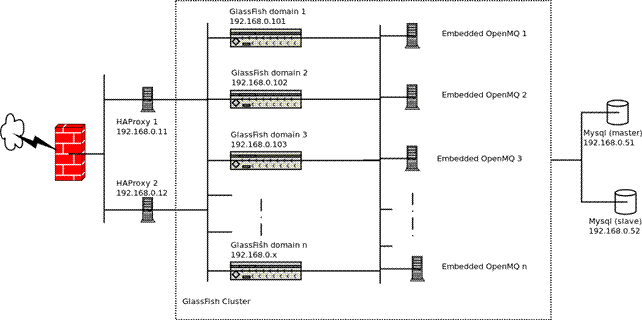 GlassFish domain 1
192.168.0.101
Embedded OpenMQ 1
GlassFish domain 2
192.168.0.102
Embedded OpenMQ 2
HAProxy 1
192.168.0.11
GlassFish domain 3
192.168.0.103
Embedded OpenMQ 3
Mysql (master)
192.168.0.51
HAProxy 2
192.168.0.12
Mysql (slave)
192.168.0.52
GlassFish domain n
192.168.0.x
Embedded OpenMQ n
GlassFish Cluster